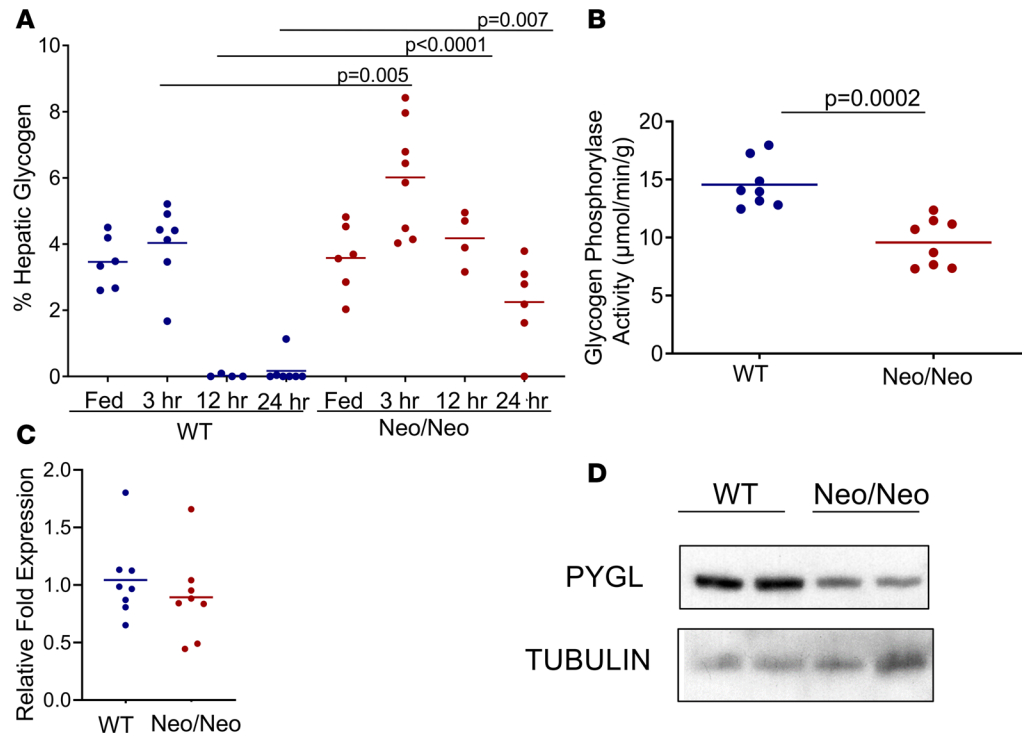 A
p=0.007
p<0.0001
p=0.005
% Hepatic Glycogen
10
8
6
4
2
0
Fed 3 hr 12 hr 24 hr Fed 3 hr 12 hr 24 hr
WT Neo/Neo
B
p=0.0002
Glycogen Phosphorylase
Activity (µmol/min/g)
20
15
10
5
0
WT Neo/Neo
C
Relative Fold Expression
2.0
1.5
1.0
0.5
0.0
WT Neo/Neo
D
WT Neo/Neo
PYGL
TUBULIN